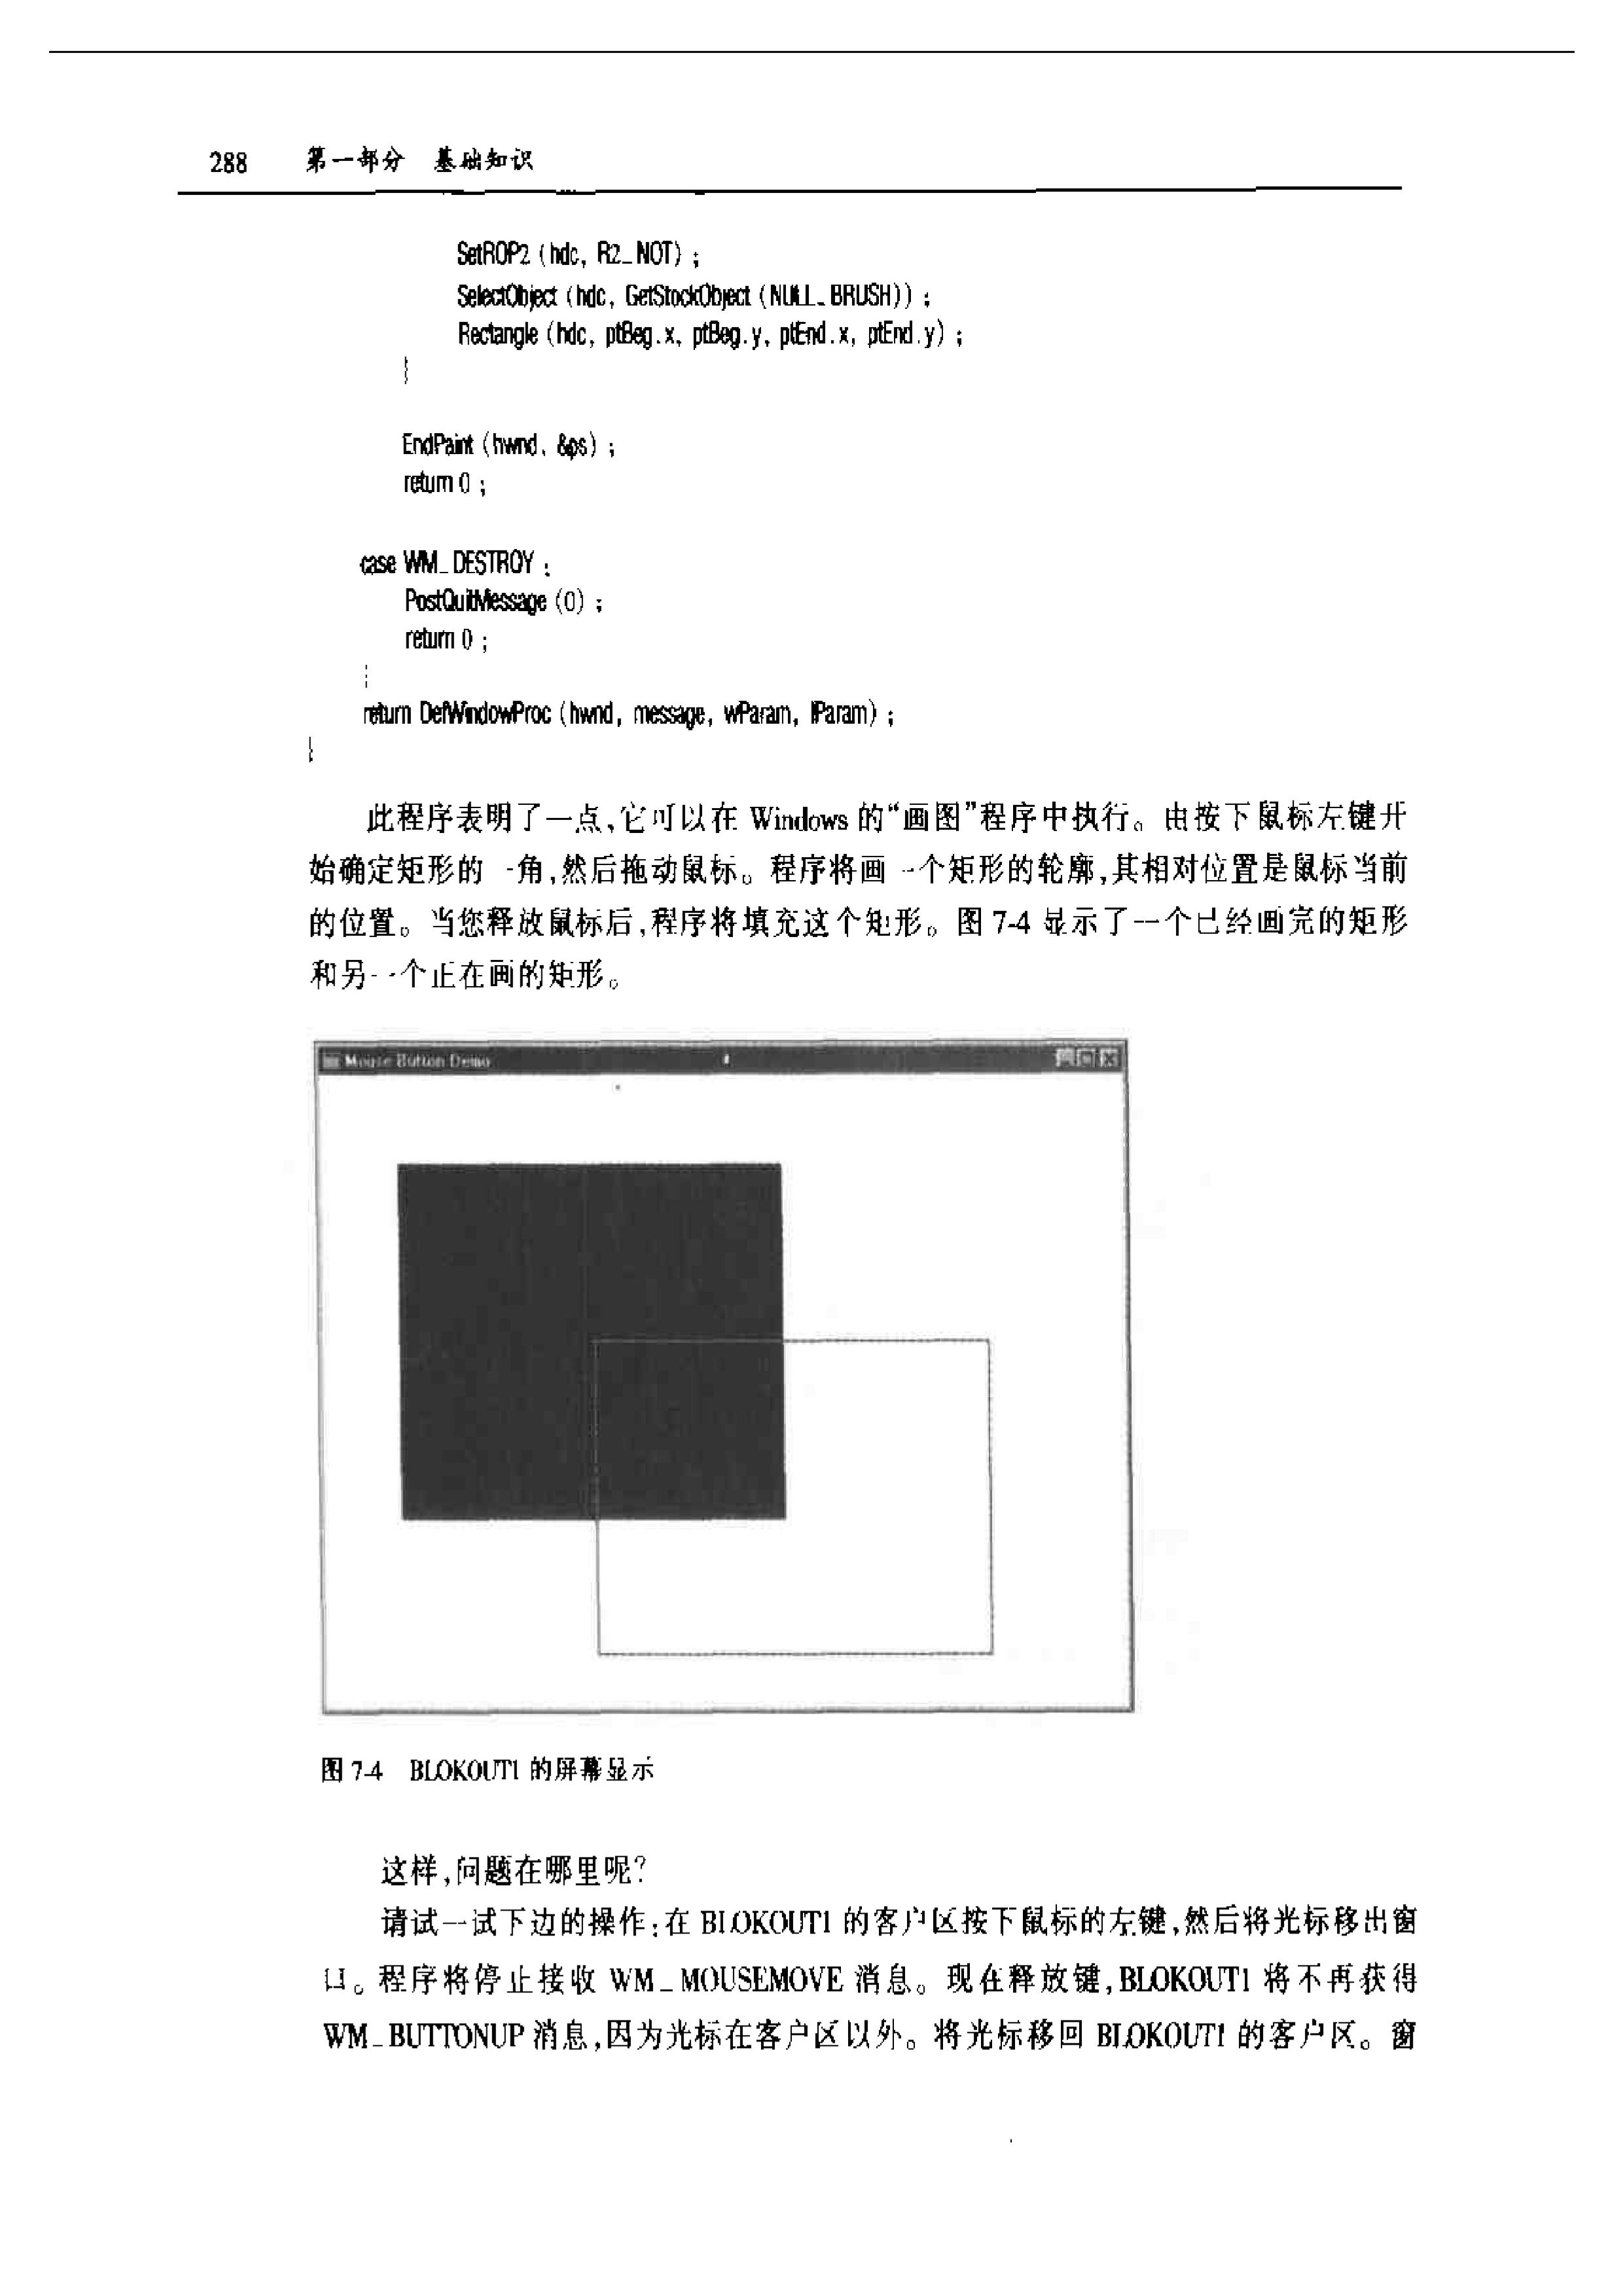 288 第一部分 基础知识
SetROP2 (hdc, R2_NOT) ;
SelectObject (hdc, GetStockObject (NULL_BRUSH)) ;
Rectangle (hdc, ptBeg.x, ptBeg.y, ptEnd.x, ptEnd.y) ;
}
EndPaint (hwnd, &ps) ;
return 0 ;
case WM_DESTROY :
PostQuitMessage (0) ;
return 0 ;
}
return DefWindowProc (hwnd, message, wParam, lParam) ;
}
此程序表明了一点,它可以在 Windows 的“画图”程序中执行。由按下鼠标左键开
始确定矩形的一角,然后拖动鼠标。程序将画一个矩形的轮廓,其相对位置是鼠标当前
的位置。当您释放鼠标后,程序将填充这个矩形。图 7-4 显示了一个已经画完的矩形
和另一个正在画的矩形。
Mouse Button Demo
图 7-4 BLOKOUT1 的屏幕显示
这样,问题在哪里呢?
请试一试下边的操作:在 BLOKOUT1 的客户区按下鼠标的左键,然后将光标移出窗
口。程序将停止接收 WM_MOUSEMOVE 消息。现在释放键,BLOKOUT1 将不再获得
WM_BUTTONUP 消息,因为光标在客户区以外。将光标移回 BLOKOUT1 的客户区。窗